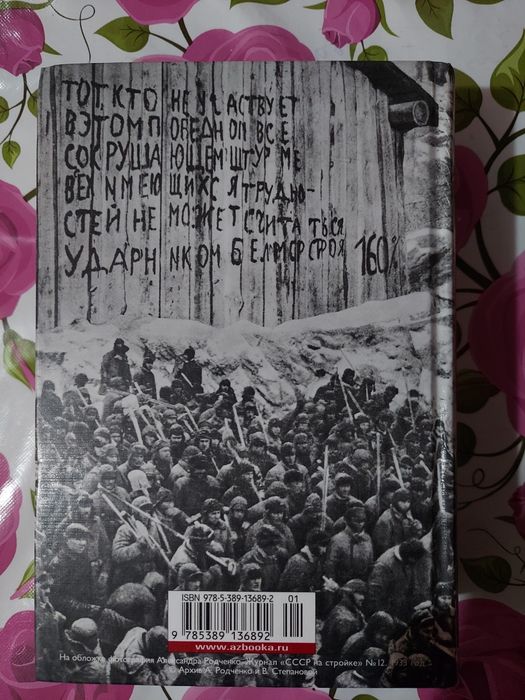 ТОТ, КТО НЕ УЧАСТВУЕТ
В ЭТОМ ПОБЕДНОМ ВСЕ
СОКРУШАЮЩЕМ ШТУРМЕ
ВСЕХ ИМЕЮЩИХСЯ ТРУДНО-
СТЕЙ НЕ МОЖЕТ СЧИТАТЬСЯ
УДАРНИКОМ БЕЛМОРСТРОЯ 160%
ISBN 978-5-389-13689-2 01
9 785389 136892
www.azbooka.ru
На обложке фотография Александра Родченко. Журнал «СССР на стройке» № 12, 1933 год.
© Архив А. Родченко и В. Степановой